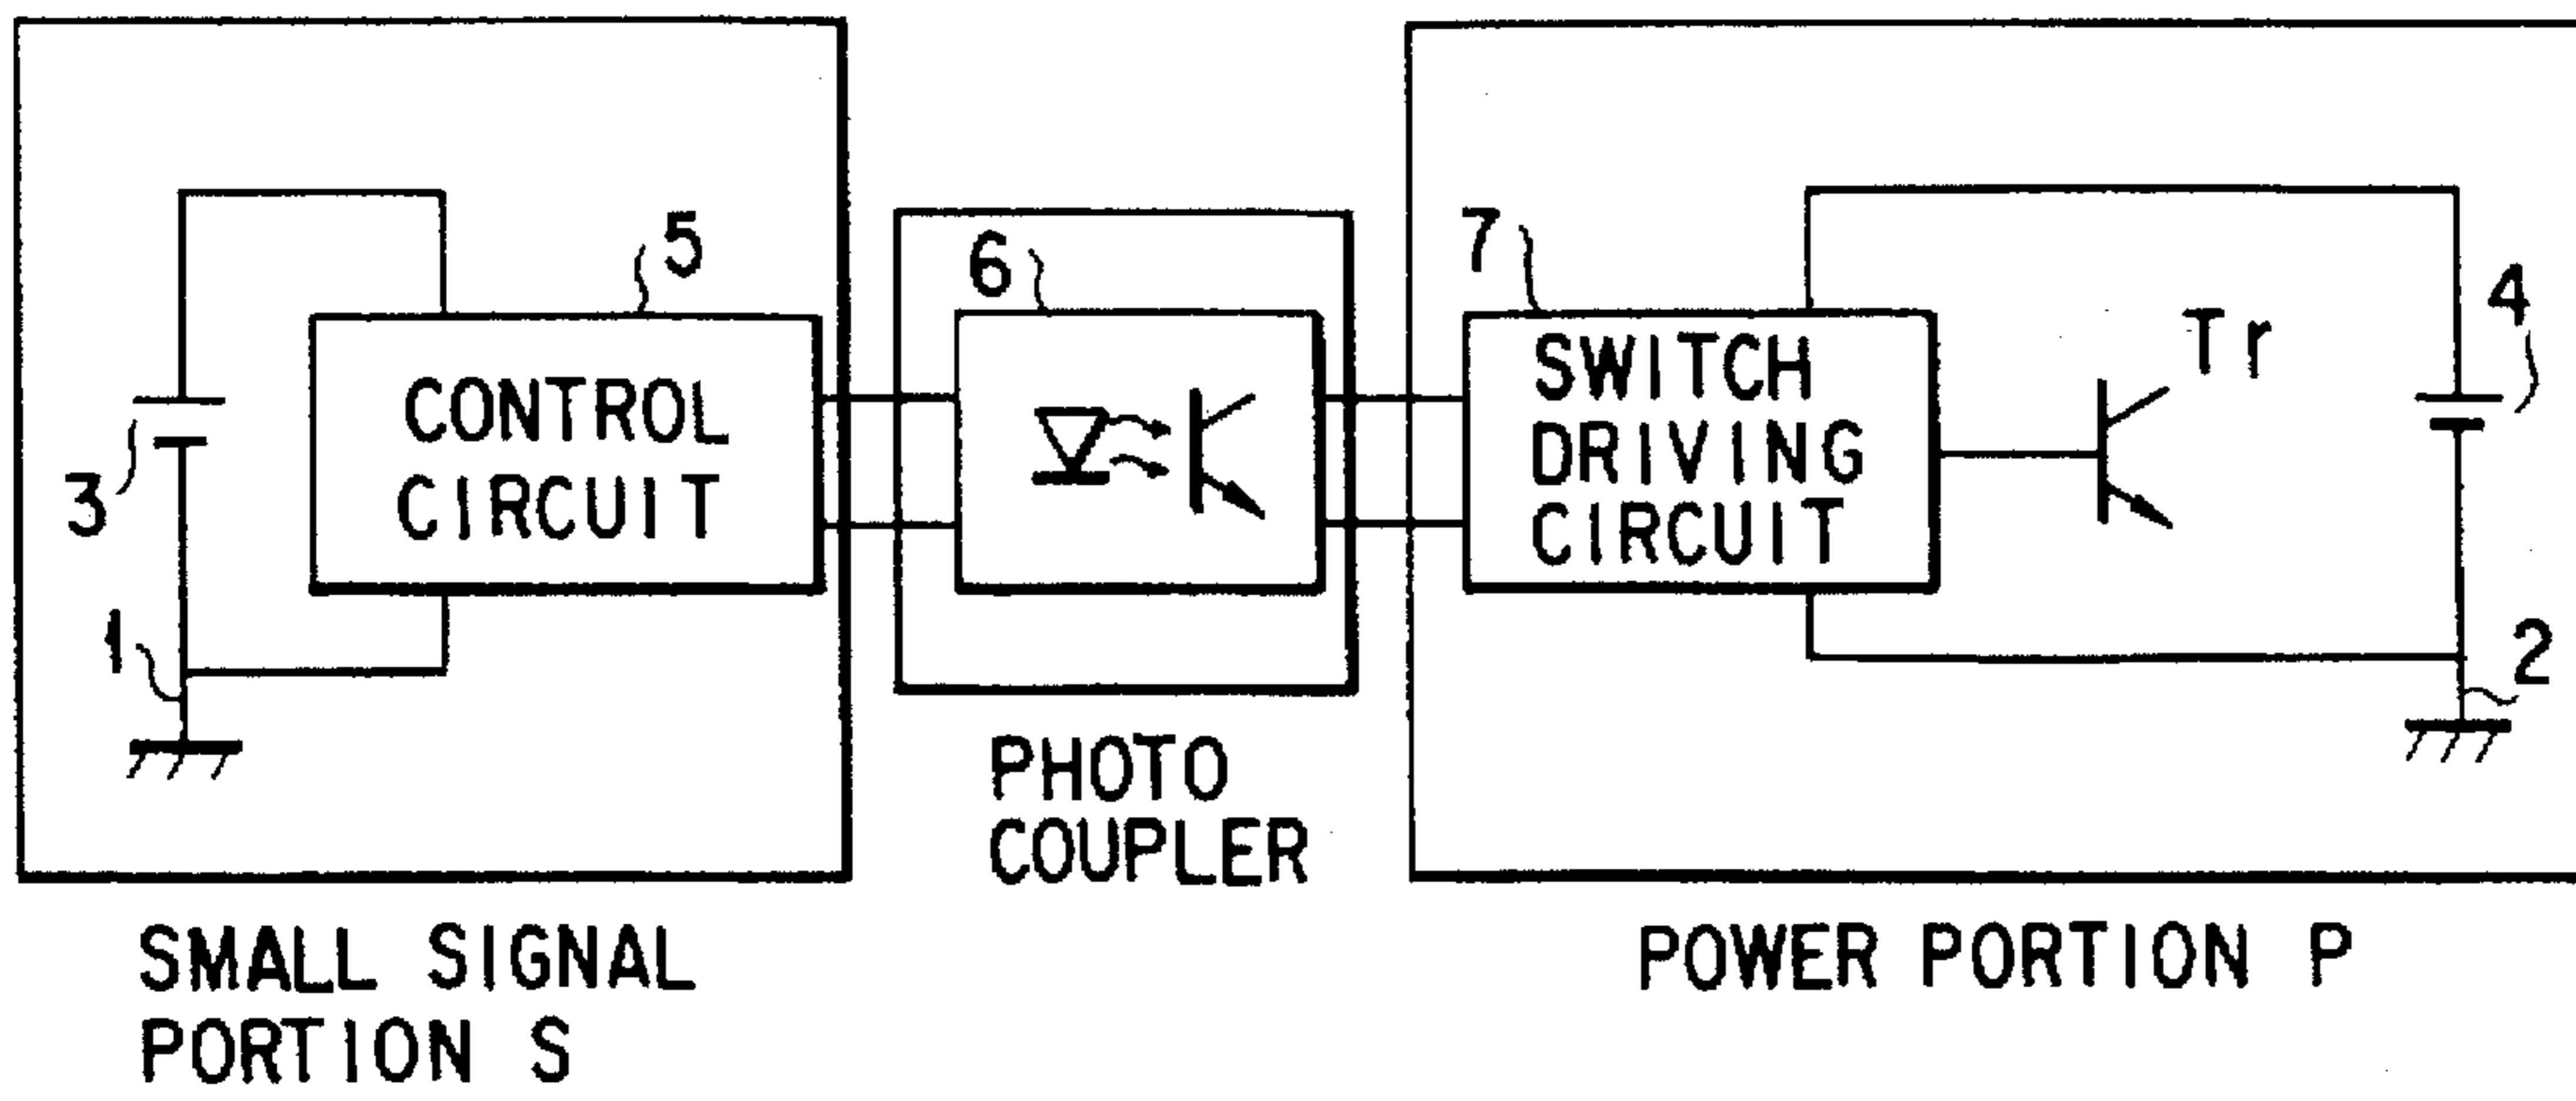 5
6
7
4
Tr
3
CONTROL
CIRCUIT
SWITCH
DRIVING
CIRCUIT
1
2
PHOTO
COUPLER
SMALL SIGNAL
PORTION S
POWER PORTION P